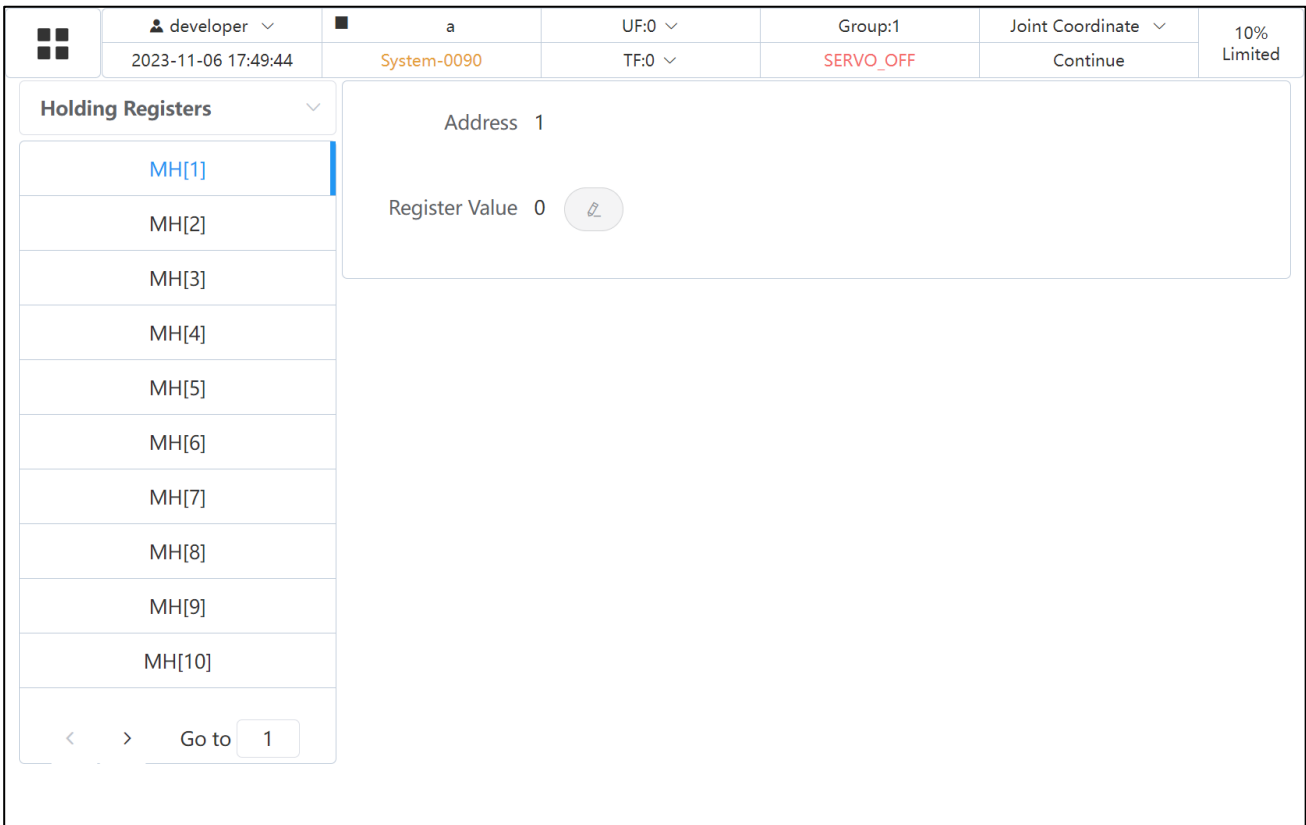 developer a UF:0 Group:1 Joint Coordinate 10%
2023-11-06 17:49:44 System-0090 TF:0 SERVO_OFF Continue Limited
Holding Registers
MH[1]
MH[2]
MH[3]
MH[4]
MH[5]
MH[6]
MH[7]
MH[8]
MH[9]
MH[10]
< > Go to 1
Address 1
Register Value 0